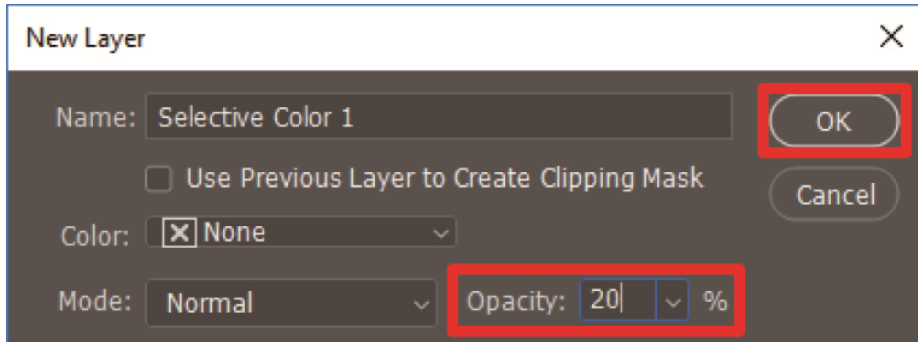 New Layer
Name: Selective Color 1
OK
Use Previous Layer to Create Clipping Mask
Cancel
Color: None
Mode: Normal Opacity: 20 %